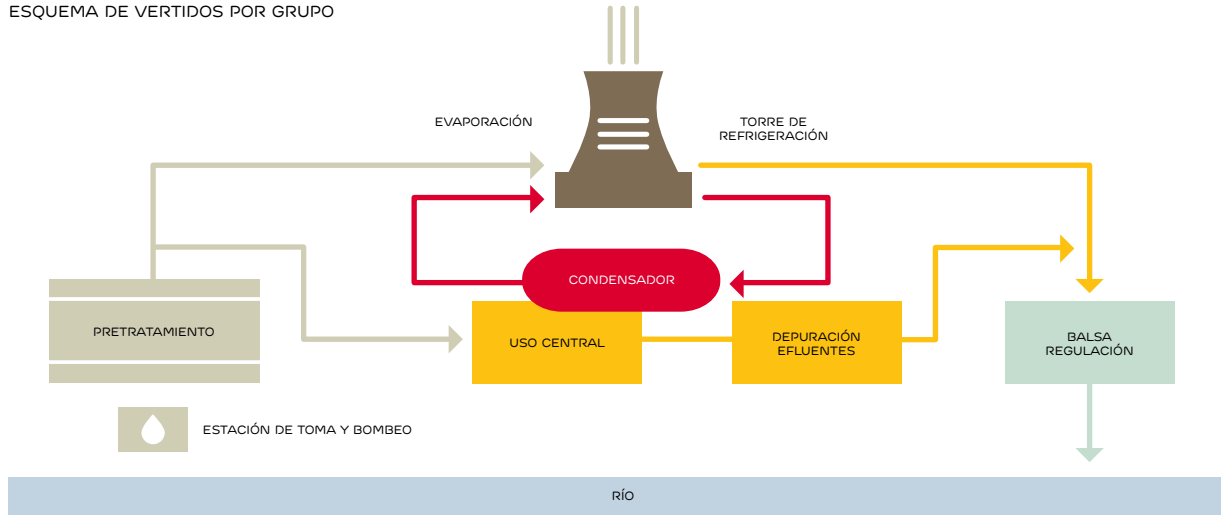 ESQUEMA DE VERTIDOS POR GRUPO
EVAPORACIÓN
TORRE DE
REFRIGERACIÓN
CONDENSADOR
PRETRATAMIENTO
USO CENTRAL
DEPURACIÓN
EFLUENTES
BALSA
REGULACIÓN
ESTACIÓN DE TOMA Y BOMBEO
RÍO